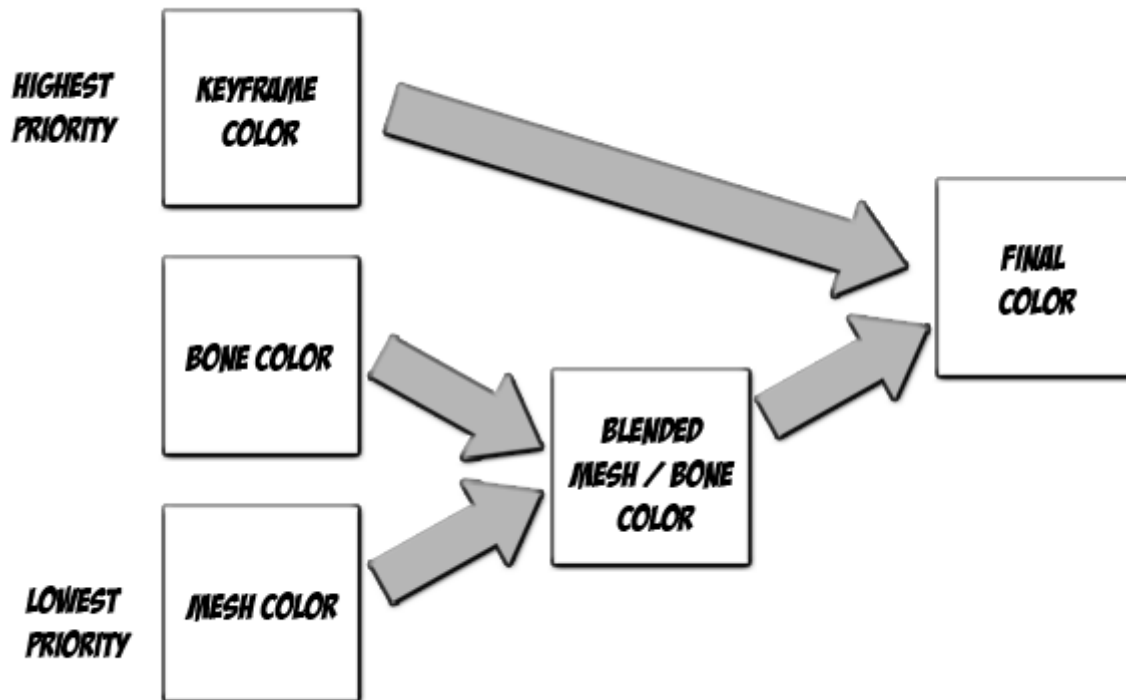 HIGHEST
PRIORITY
KEYFRAME
COLOR
FINAL
COLOR
BONE COLOR
BLENDED
MESH / BONE
COLOR
LOWEST
PRIORITY
MESH COLOR